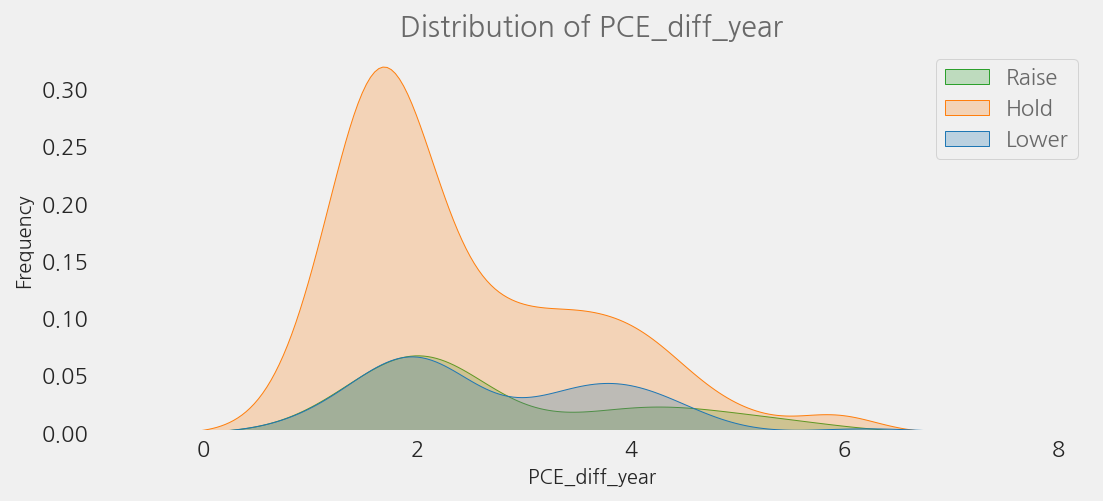 Distribution of PCE_diff_year
Raise
Hold
Lower
Frequency
0.30
0.25
0.20
0.15
0.10
0.05
0.00
0 2 4 6 8
PCE_diff_year